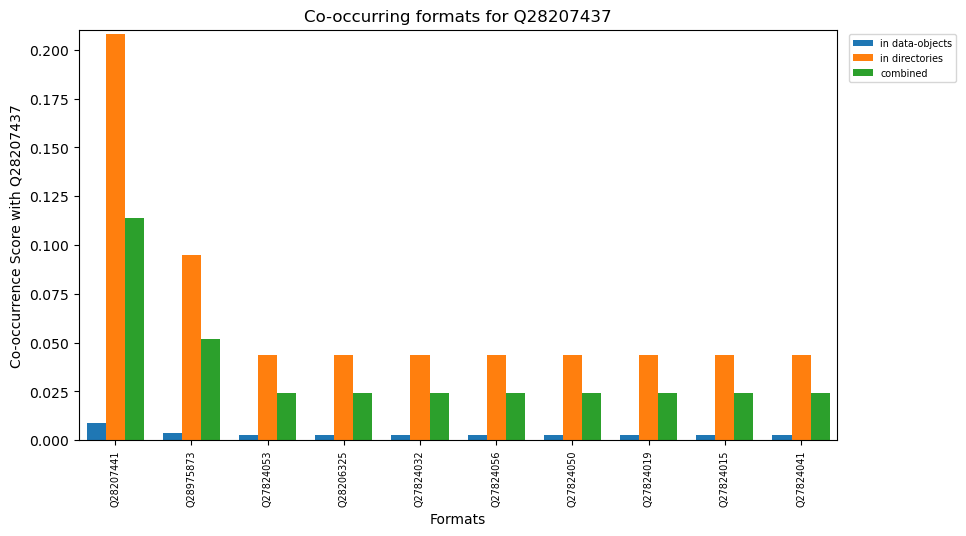 Co-occurring formats for Q28207437
in data-objects
in directories
combined
Co-occurrence Score with Q28207437
0.200
0.175
0.150
0.125
0.100
0.075
0.050
0.025
0.000
Q28207441
Q28975873
Q27824053
Q28206325
Q27824032
Q27824056
Q27824050
Q27824019
Q27824015
Q27824041
Formats